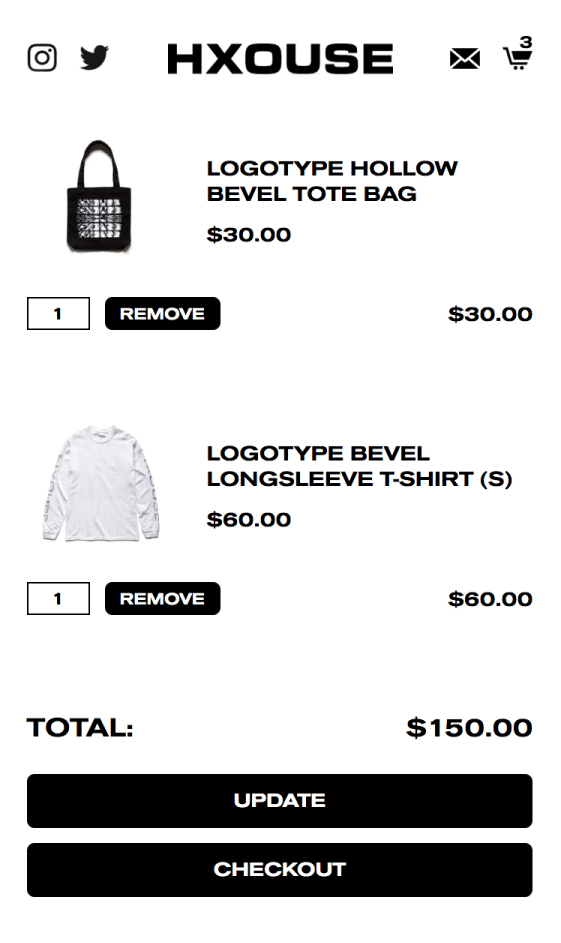 HXOUSE
3
LOGOTYPE HOLLOW
BEVEL TOTE BAG
$30.00
1
REMOVE
$30.00
LOGOTYPE BEVEL
LONGSLEEVE T-SHIRT (S)
$60.00
1
REMOVE
$60.00
TOTAL:
$150.00
UPDATE
CHECKOUT